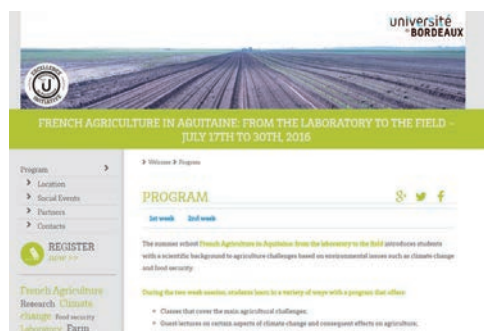 université
de BORDEAUX
EXCELLENCE
INITIATIVE
FRENCH AGRICULTURE IN AQUITAINE: FROM THE LABORATORY TO THE FIELD –
JULY 17TH TO 30TH, 2016
Program
Location
Social Events
Partners
Contacts
REGISTER
NOW >>
French Agriculture
Research Climate
change food security
Laboratory Farm
> Welcome > Program
PROGRAM
1st week 2nd week
The summer school French Agriculture in Aquitaine: from the laboratory to the field introduces students
with a scientific background to agriculture challenges based on environmental issues such as climate change
and food security.
During the two week session, students learn in a variety of ways with a program that offers:
Classes that cover the main agricultural challenges;
Guest lectures on certain aspects of climate change and consequent effects on agriculture;